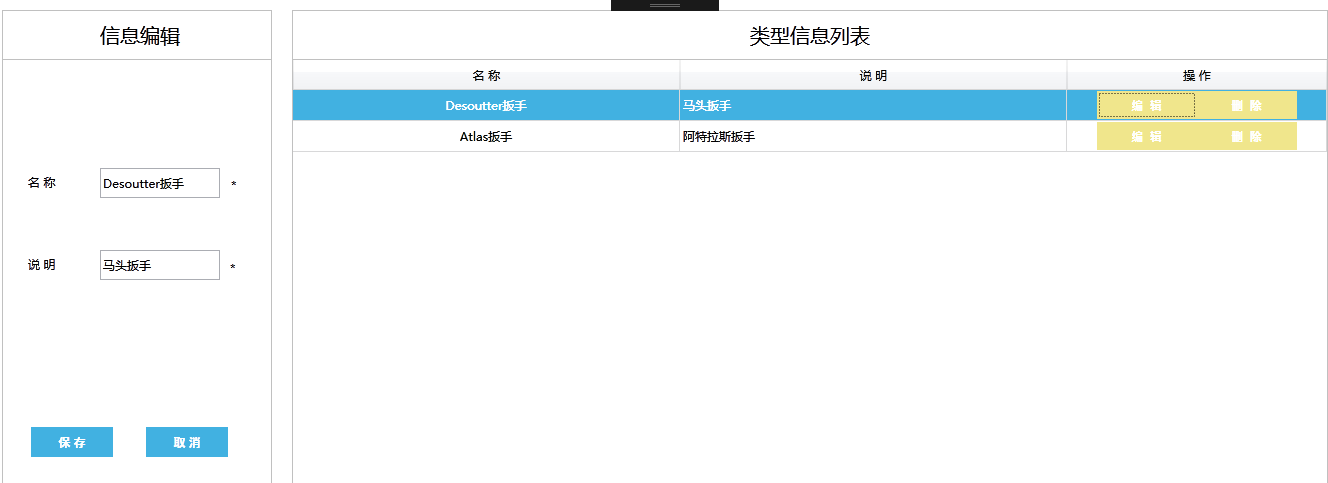 信息编辑
名 称
Desoutter扳手
*
说 明
马头扳手
*
保 存
取 消
类型信息列表
名 称 说 明 操 作
Desoutter扳手 马头扳手 编 辑 删 除
Atlas扳手 阿特拉斯扳手 编 辑 删 除